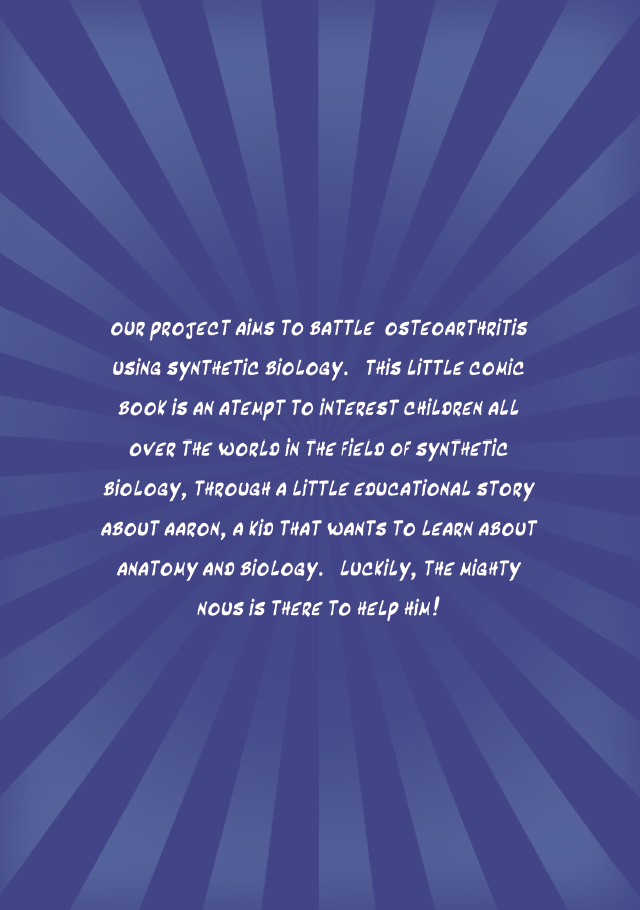 OUR PROJECT AIMS TO BATTLE OSTEOARTHRITIS
USING SYNTHETIC BIOLOGY. THIS LITTLE COMIC
BOOK IS AN ATEMPT TO INTEREST CHILDREN ALL
OVER THE WORLD IN THE FIELD OF SYNTHETIC
BIOLOGY, THROUGH A LITTLE EDUCATIONAL STORY
ABOUT AARON, A KID THAT WANTS TO LEARN ABOUT
ANATOMY AND BIOLOGY. LUCKILY, THE MIGHTY
NOUS IS THERE TO HELP HIM!